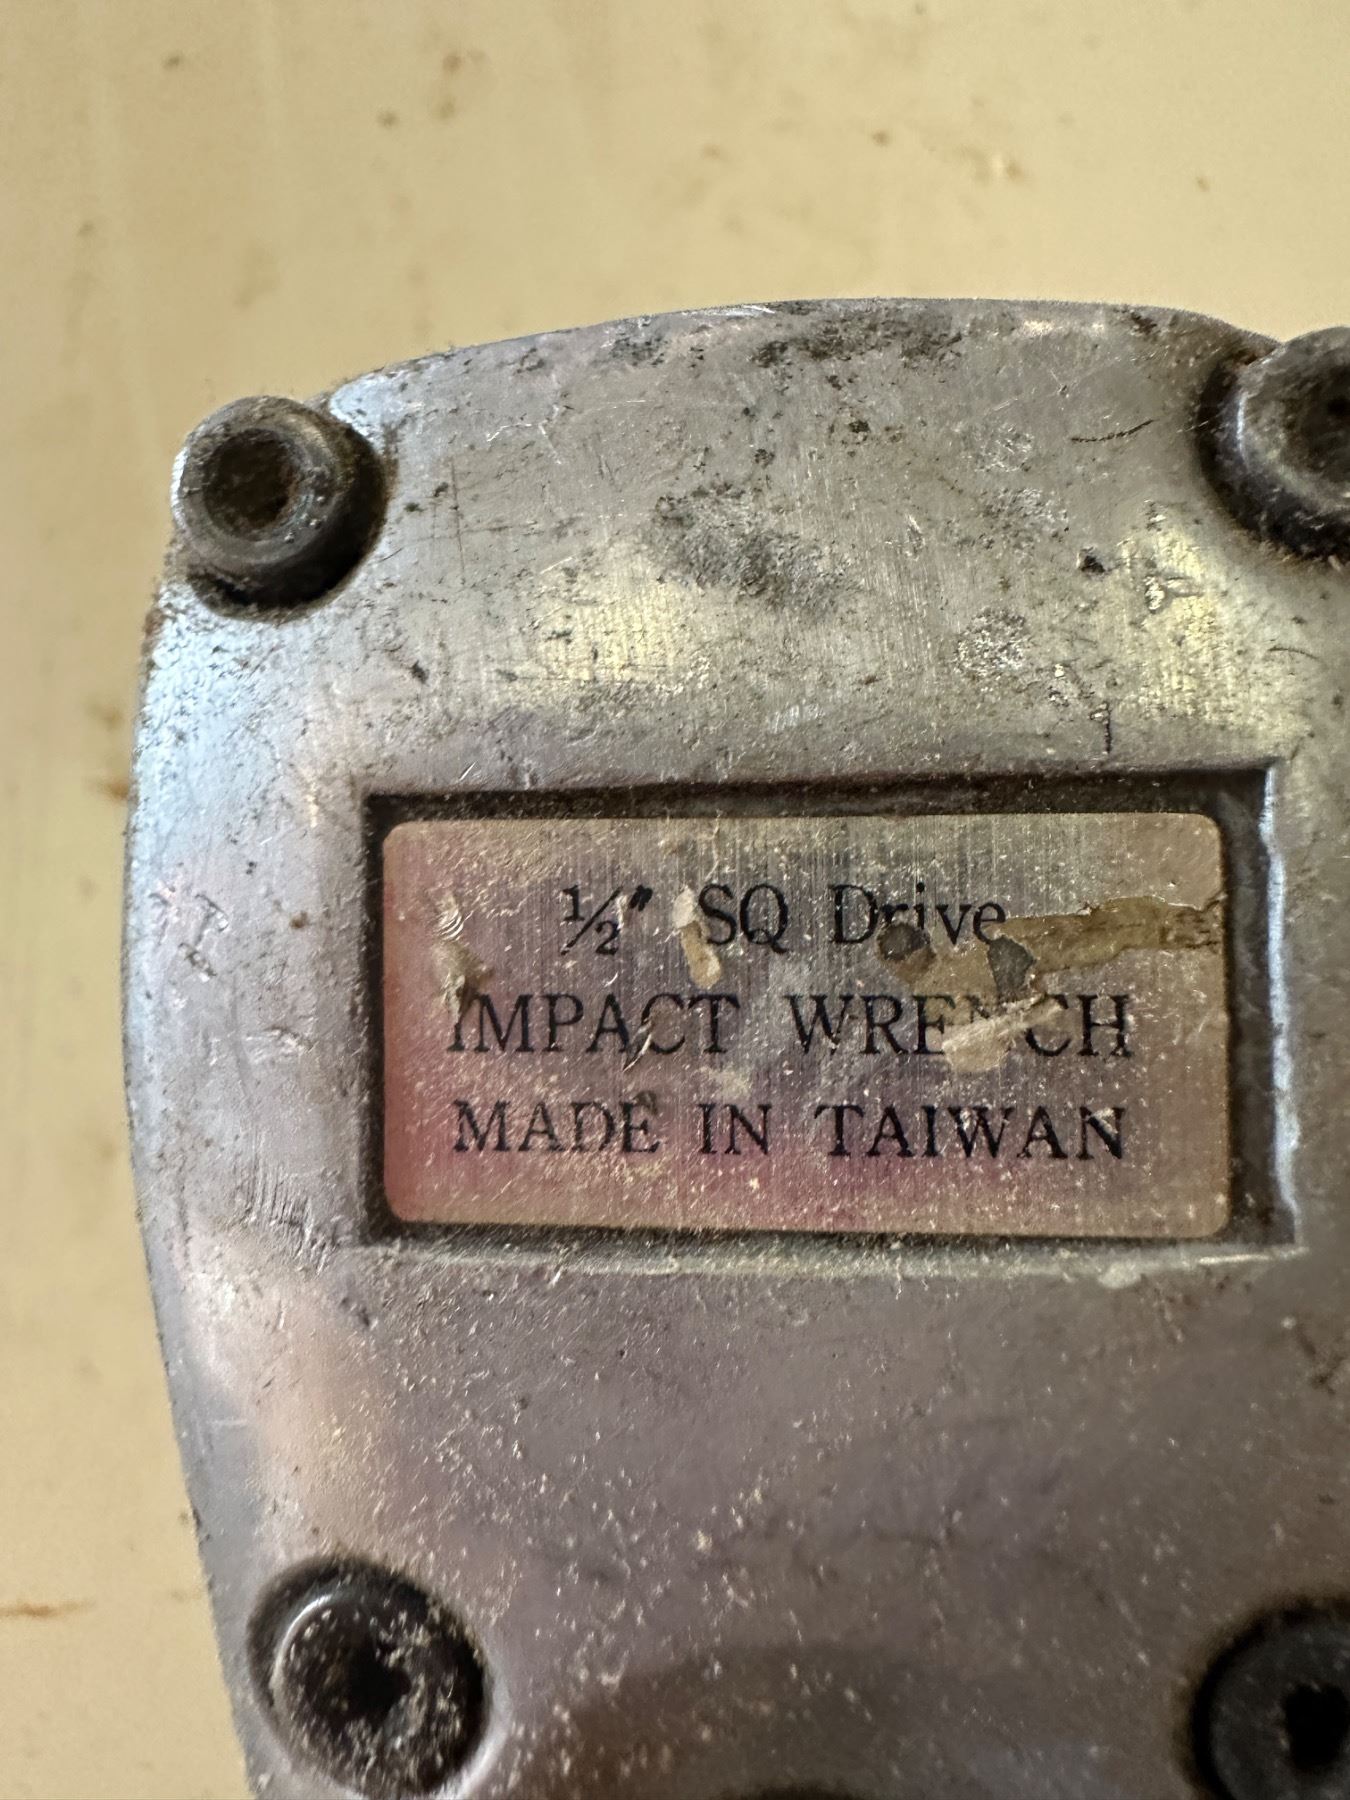 ½" SQ Drive
IMPACT WRENCH
MADE IN TAIWAN